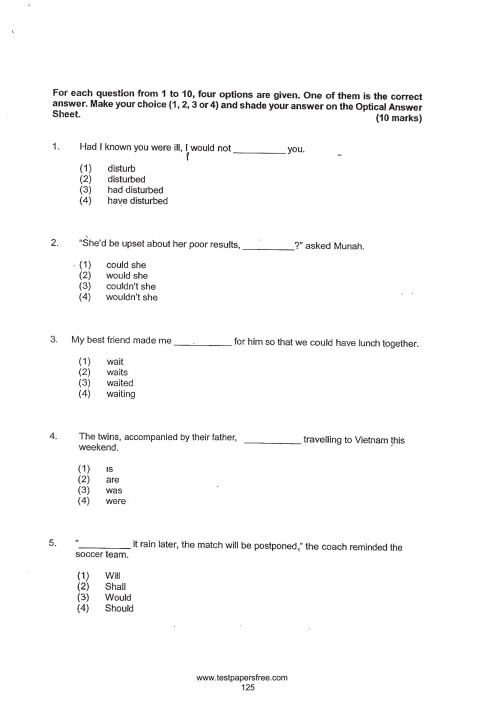 For each question from 1 to 10, four options are given. One of them is the correct
answer. Make your choice (1, 2, 3 or 4) and shade your answer on the Optical Answer
Sheet. (10 marks)
1. Had I known you were ill, I would not _________ you.
(1) disturb
(2) disturbed
(3) had disturbed
(4) have disturbed
2. "She'd be upset about her poor results, _________?" asked Munah.
(1) could she
(2) would she
(3) couldn't she
(4) wouldn't she
3. My best friend made me __________ for him so that we could have lunch together.
(1) wait
(2) waits
(3) waited
(4) waiting
4. The twins, accompanied by their father, __________ travelling to Vietnam this
weekend.
(1) is
(2) are
(3) was
(4) were
5. "_________ it rain later, the match will be postponed," the coach reminded the
soccer team.
(1) Will
(2) Shall
(3) Would
(4) Should
www.testpapersfree.com
125